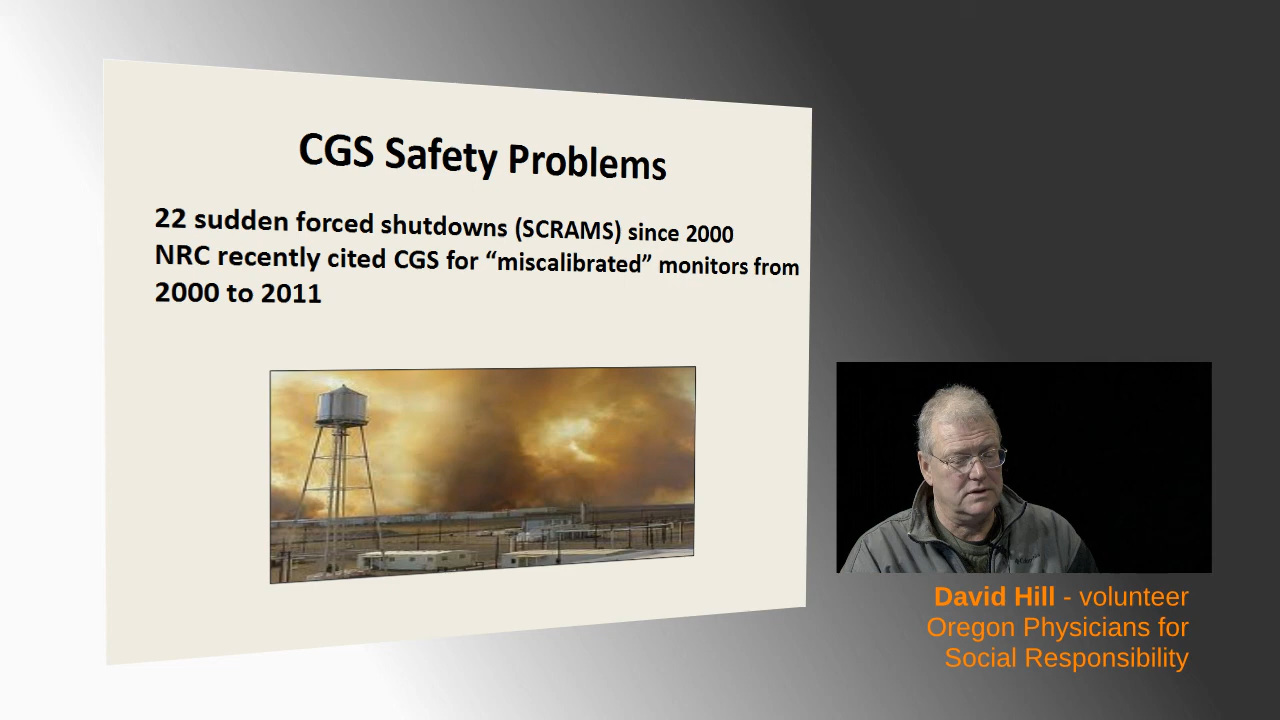 CGS Safety Problems
22 sudden forced shutdowns (SCRAMS) since 2000
NRC recently cited CGS for “miscalibrated” monitors from
2000 to 2011
David Hill - volunteer
Oregon Physicians for
Social Responsibility